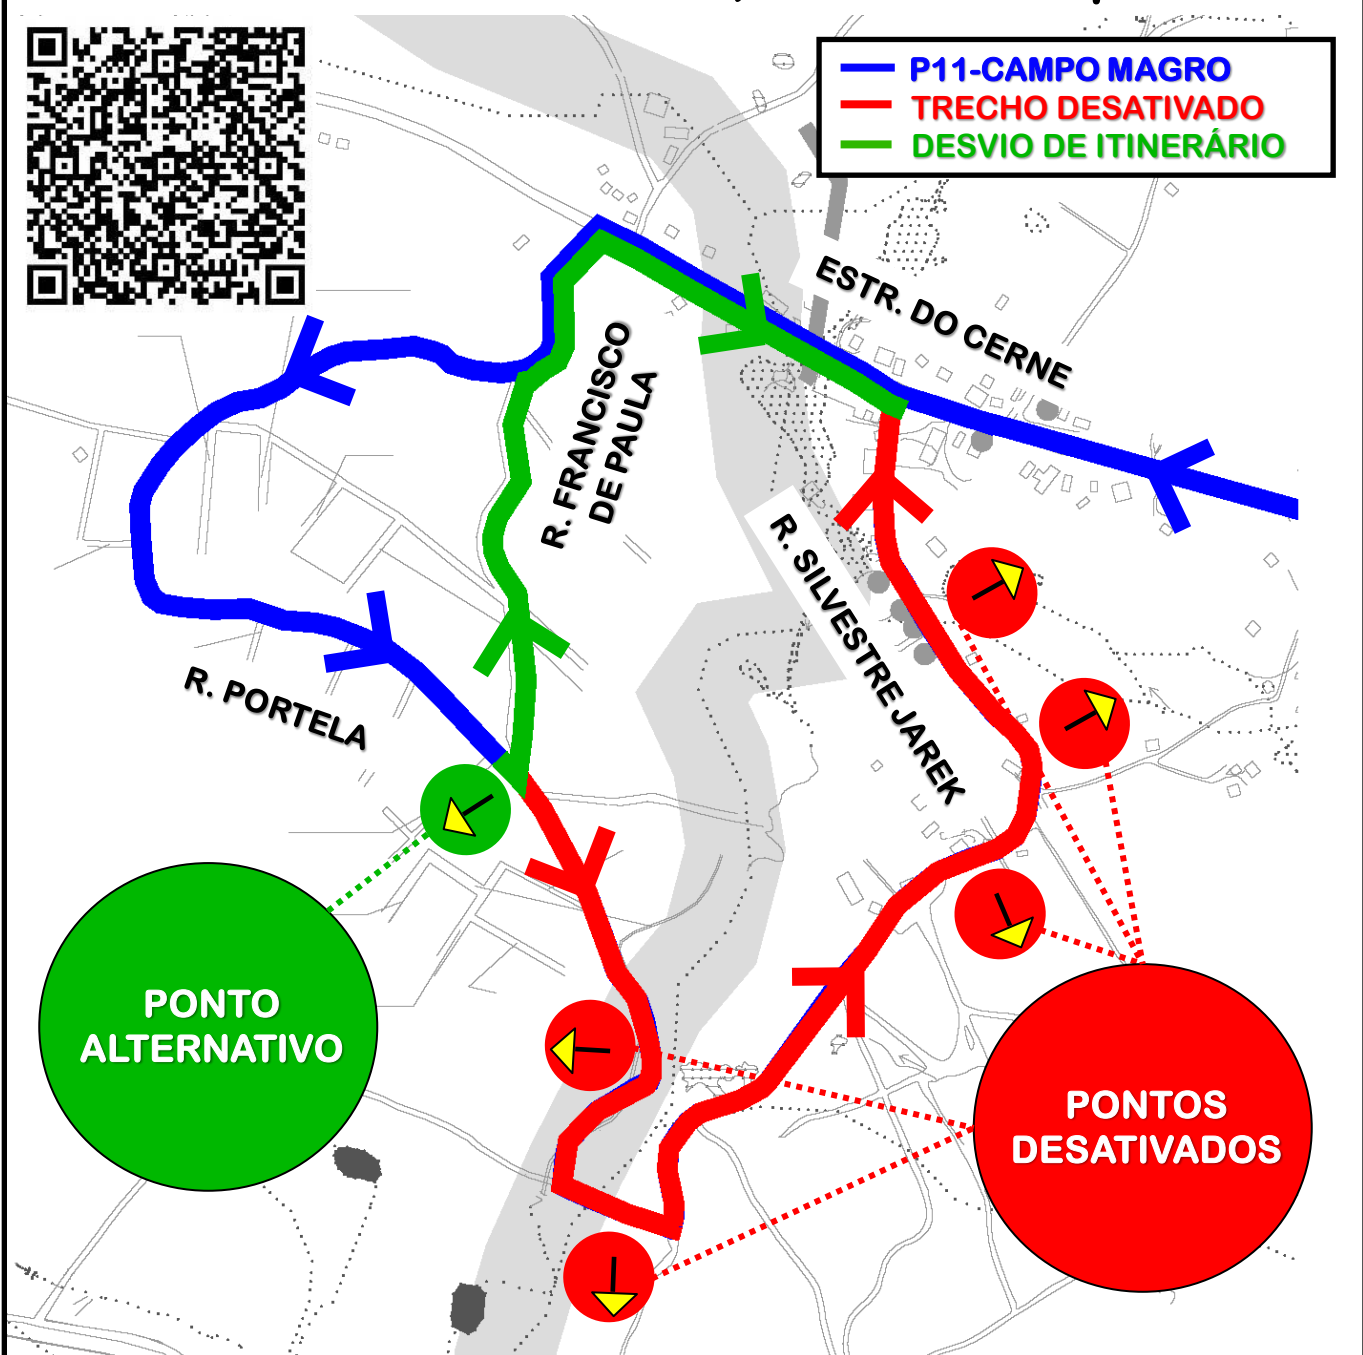 P11-CAMPO MAGRO
TRECHO DESATIVADO
DESVIO DE ITINERÁRIO
ESTR. DO CERNE
R. FRANCISCO
DE PAULA
R. SILVESTRE JAREK
R. PORTELA
PONTO
ALTERNATIVO
PONTOS
DESATIVADOS